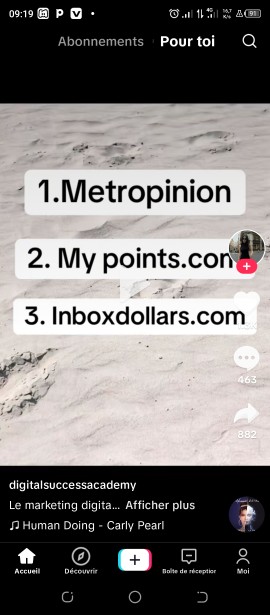 09:19
Abonnements
Pour toi
1.Metropinion
2. My points.com
3. Inboxdollars.com
463
882
digitalsuccessacademy
Le marketing digita... Afficher plus
Human Doing - Carly Pearl
Accueil
Découvrir
Boîte de réception
Moi